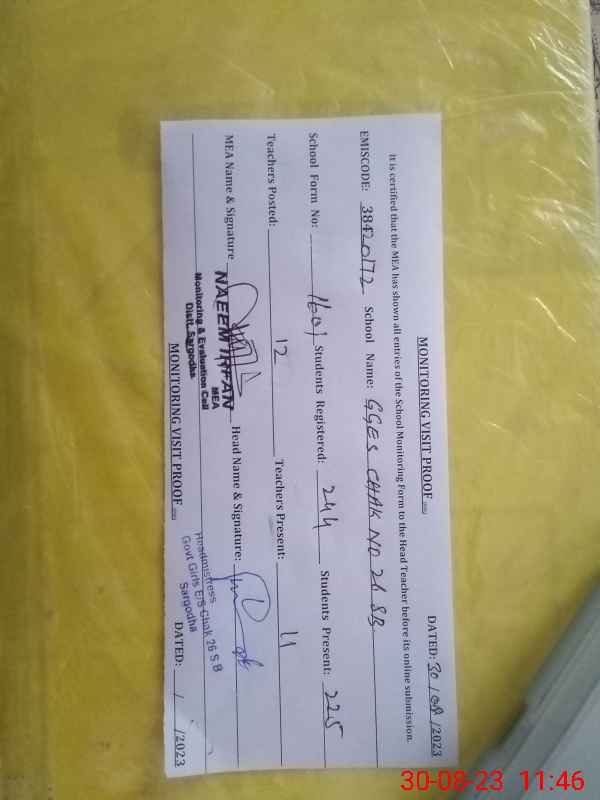 MONITORING VISIT PROOF
DATED: 30/08/2023
It is certified that the MEA has shown all entries of the School Monitoring Form to the Head Teacher before its online submission.
EMISCODE: 38420172 School Name: GGES CHAK NO 26 SB
School Form No: 1601 Students Registered: 244 Students Present: 225
Teachers Posted: 12 Teachers Present: 11
MEA Name & Signature Head Name & Signature:
NAEEM IRFAN
MEA
Monitoring & Evaluation Cell
Distt. Sargodha
Headmistress
Govt Girls E/S Chak 26 S.B
Sargodha
MONITORING VISIT PROOF
DATED: / /2023
30-08-23 11:46